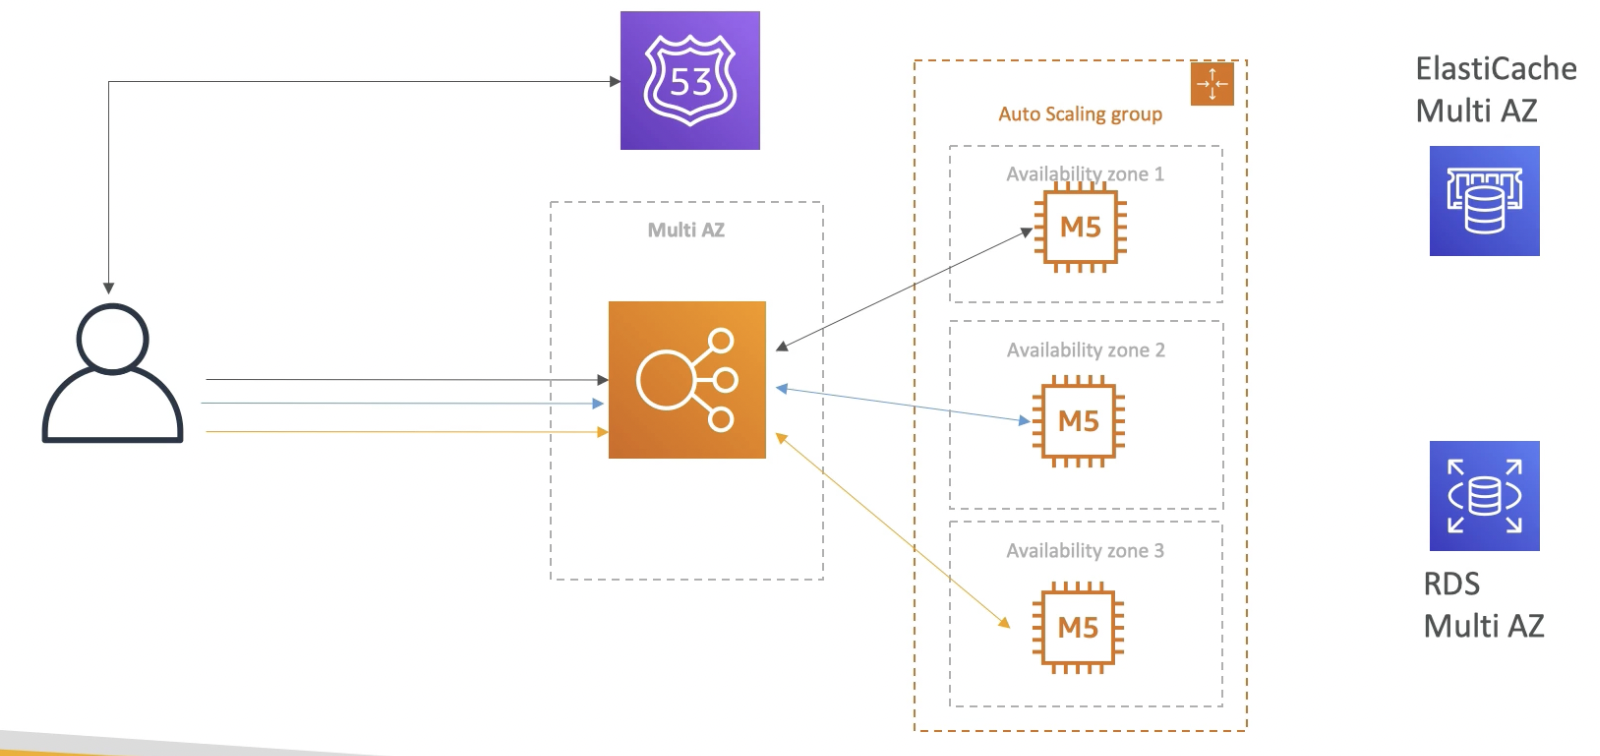 53
Auto Scaling group
Multi AZ
Availability zone 1
M5
Availability zone 2
M5
Availability zone 3
M5
ElastiCache
Multi AZ
RDS
Multi AZ